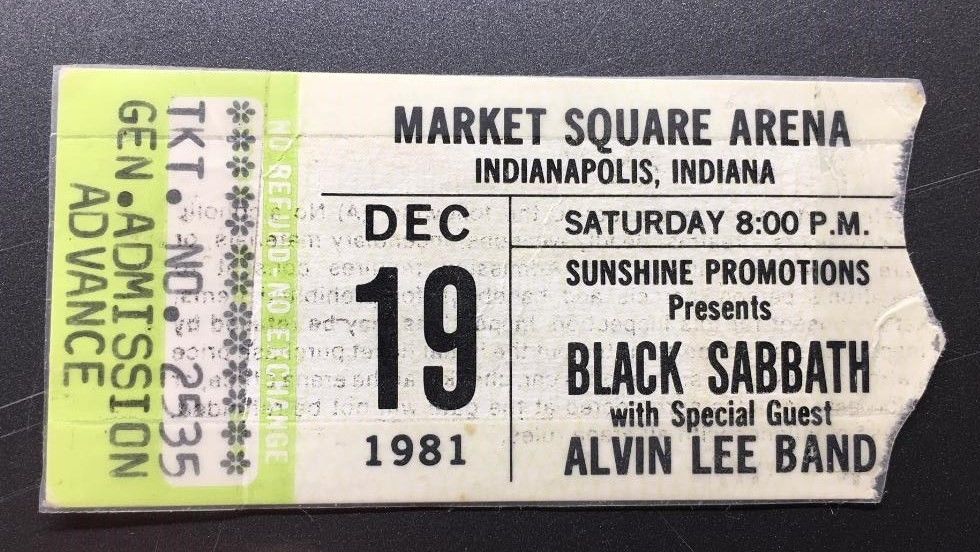 TKT. NO. 2535
GEN. ADMISSION
ADVANCE
NO REFUND NO EXCHANGE
MARKET SQUARE ARENA
INDIANAPOLIS, INDIANA
DEC
19
1981
SATURDAY 8:00 P.M.
SUNSHINE PROMOTIONS
Presents
BLACK SABBATH
with Special Guest
ALVIN LEE BAND